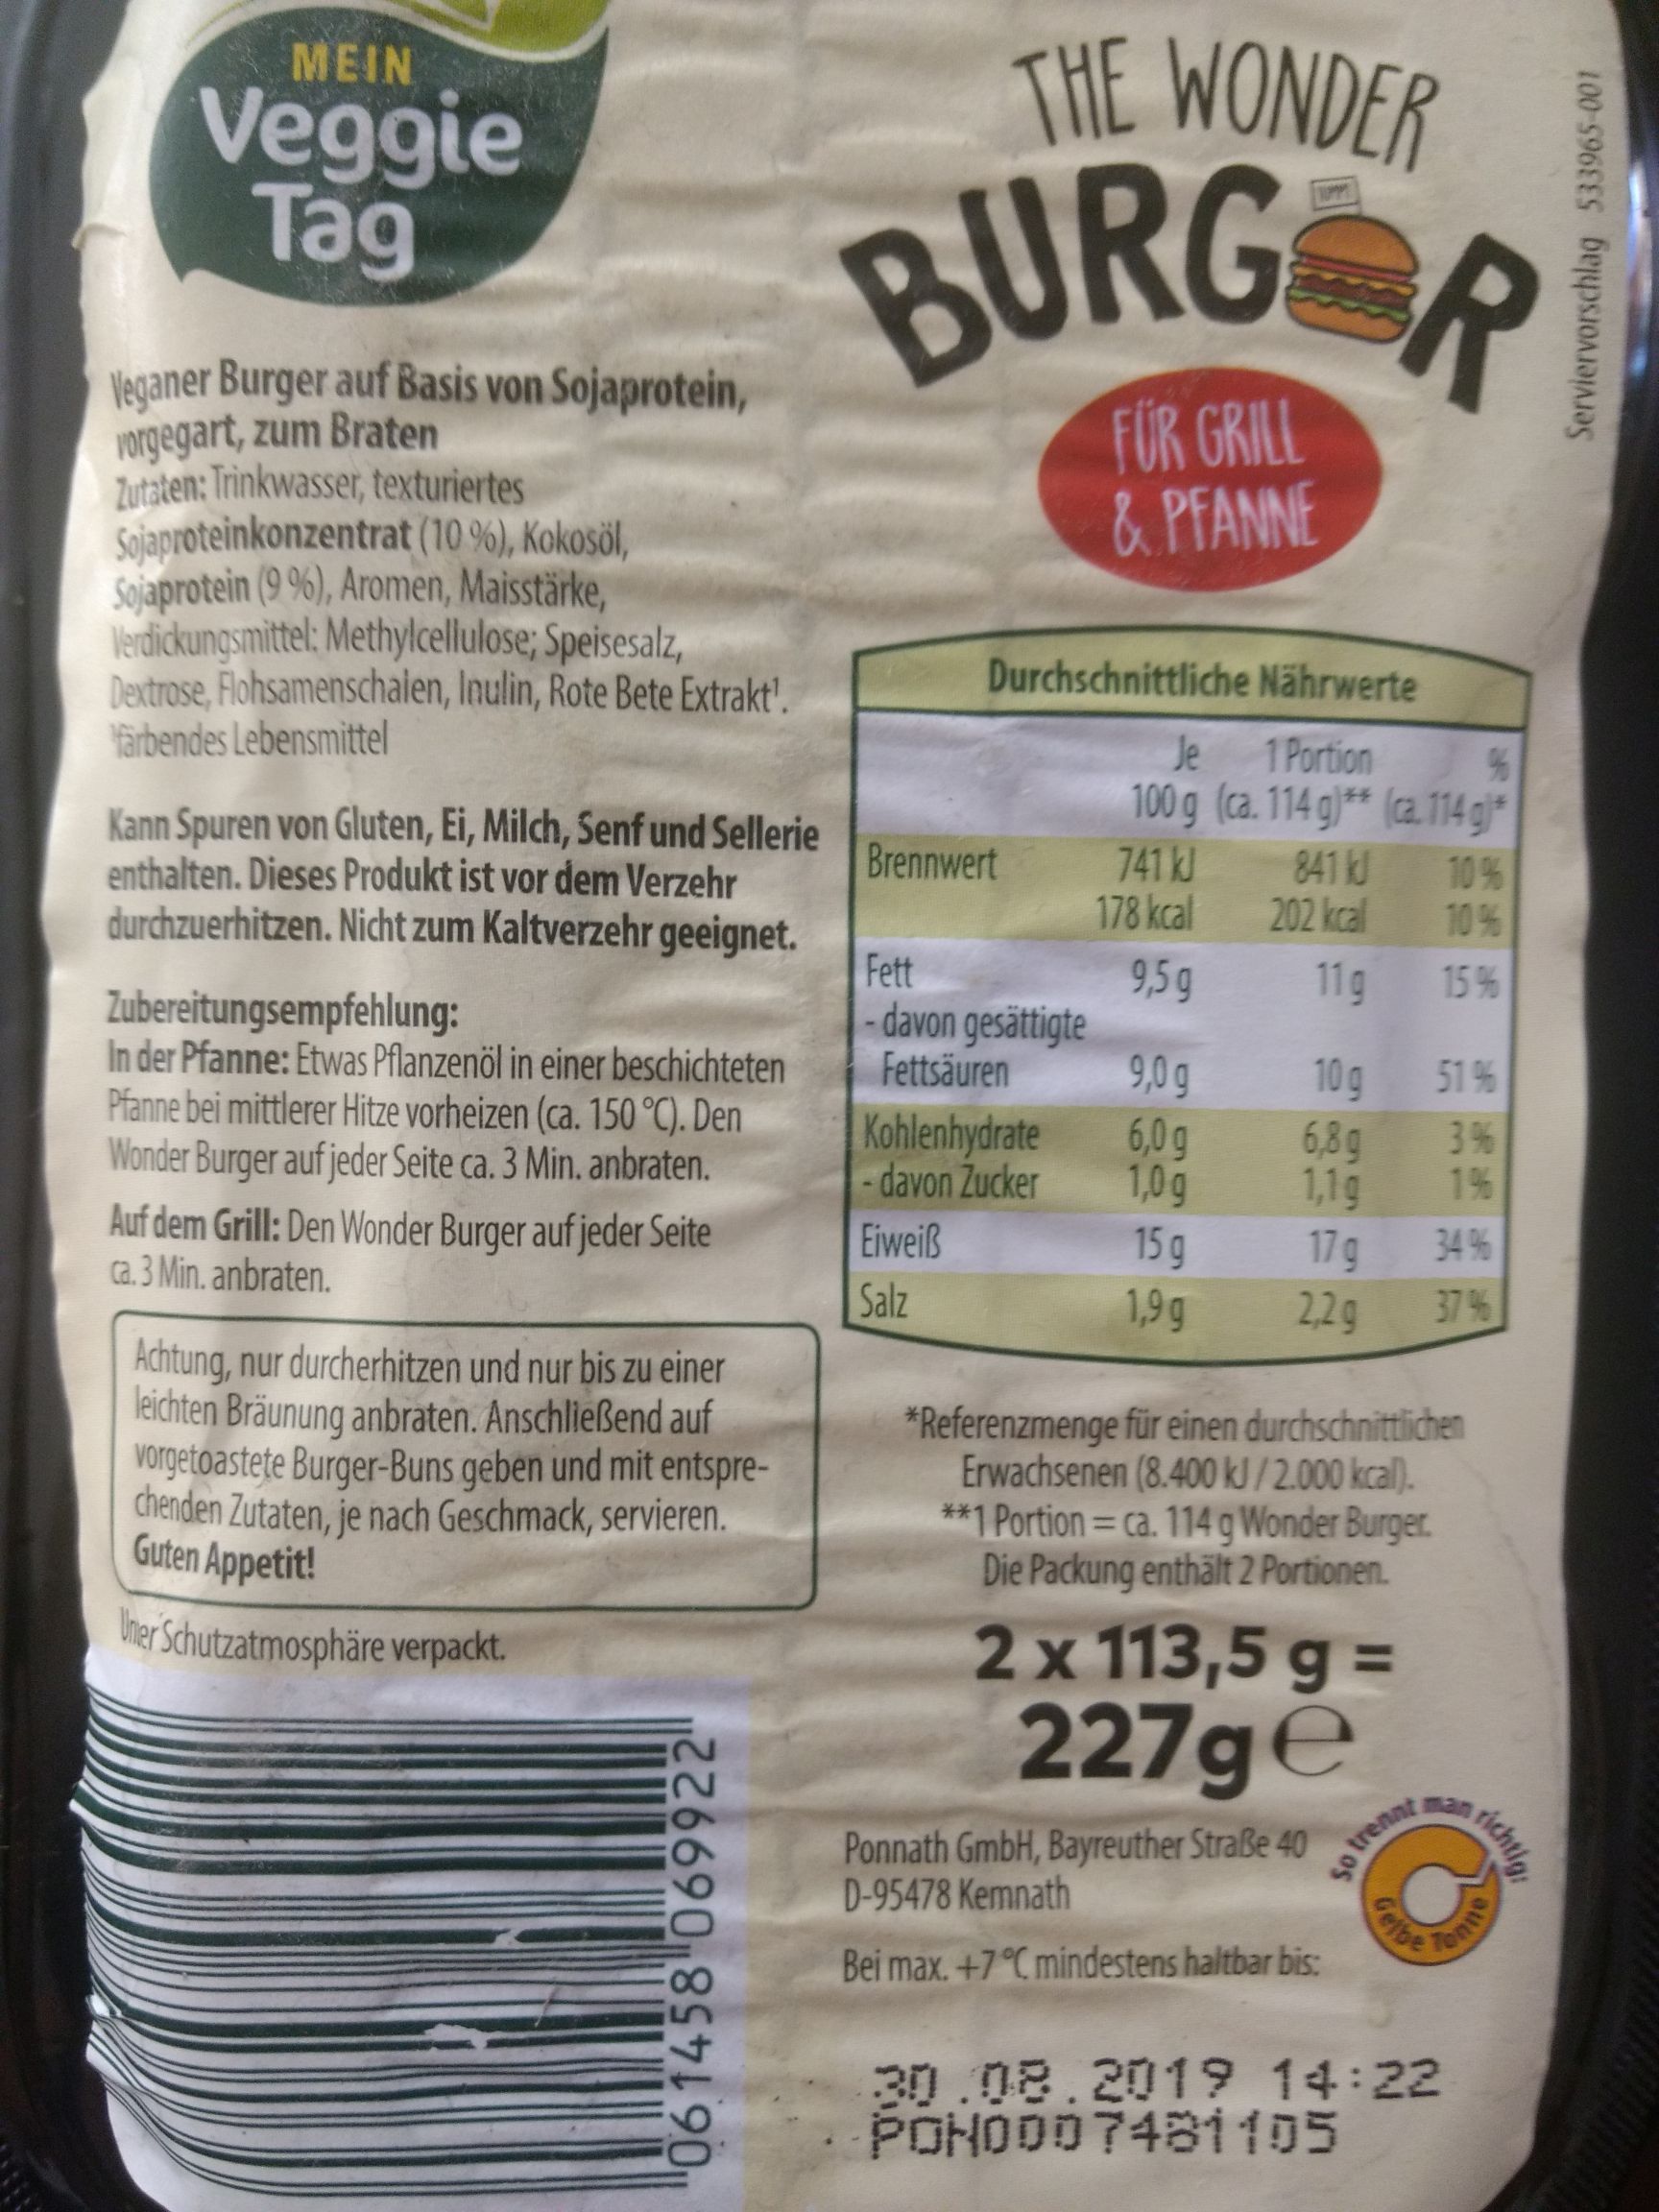 MEIN
Veggie
Tag
Veganer Burger auf Basis von Sojaprotein,
vorgegart, zum Braten
Zutaten: Trinkwasser, texturiertes
Sojaproteinkonzentrat (10 %), Kokosöl,
Sojaprotein (9 %), Aromen, Maisstärke,
Verdickungsmittel: Methylcellulose; Speisesalz,
Dextrose, Flohsamenschalen, Inulin, Rote Bete Extrakt¹.
¹färbendes Lebensmittel
Kann Spuren von Gluten, Ei, Milch, Senf und Sellerie
enthalten. Dieses Produkt ist vor dem Verzehr
durchzuerhitzen. Nicht zum Kaltverzehr geeignet.
Zubereitungsempfehlung:
In der Pfanne: Etwas Pflanzenöl in einer beschichteten
Pfanne bei mittlerer Hitze vorheizen (ca. 150 °C). Den
Wonder Burger auf jeder Seite ca. 3 Min. anbraten.
Auf dem Grill: Den Wonder Burger auf jeder Seite
ca. 3 Min. anbraten.
Achtung, nur durcherhitzen und nur bis zu einer
leichten Bräunung anbraten. Anschließend auf
vorgetoastete Burger-Buns geben und mit entspre-
chenden Zutaten, je nach Geschmack, servieren.
Guten Appetit!
Unter Schutzatmosphäre verpackt.
061458 069922
THE WONDER
BURG R
FÜR GRILL
& PFANNE
Serviervorschlag 533965-001
Durchschnittliche Nährwerte
Je 1 Portion %
100 g (ca. 114 g)** (ca. 114 g)*
Brennwert 741 kJ 841 kJ 10 %
178 kcal 202 kcal 10 %
Fett 9,5 g 11 g 15 %
- davon gesättigte
Fettsäuren 9,0 g 10 g 51 %
Kohlenhydrate 6,0 g 6,8 g 3 %
- davon Zucker 1,0 g 1,1 g 1 %
Eiweiß 15 g 17 g 34 %
Salz 1,9 g 2,2 g 37 %
*Referenzmenge für einen durchschnittlichen
Erwachsenen (8.400 kJ / 2.000 kcal).
**1 Portion = ca. 114 g Wonder Burger.
Die Packung enthält 2 Portionen.
2 x 113,5 g =
227g e
Ponnath GmbH, Bayreuther Straße 40
D-95478 Kemnath
So trennt man richtig!
Gelbe Tonne
Bei max. +7 °C mindestens haltbar bis:
30.08.2019 14:22